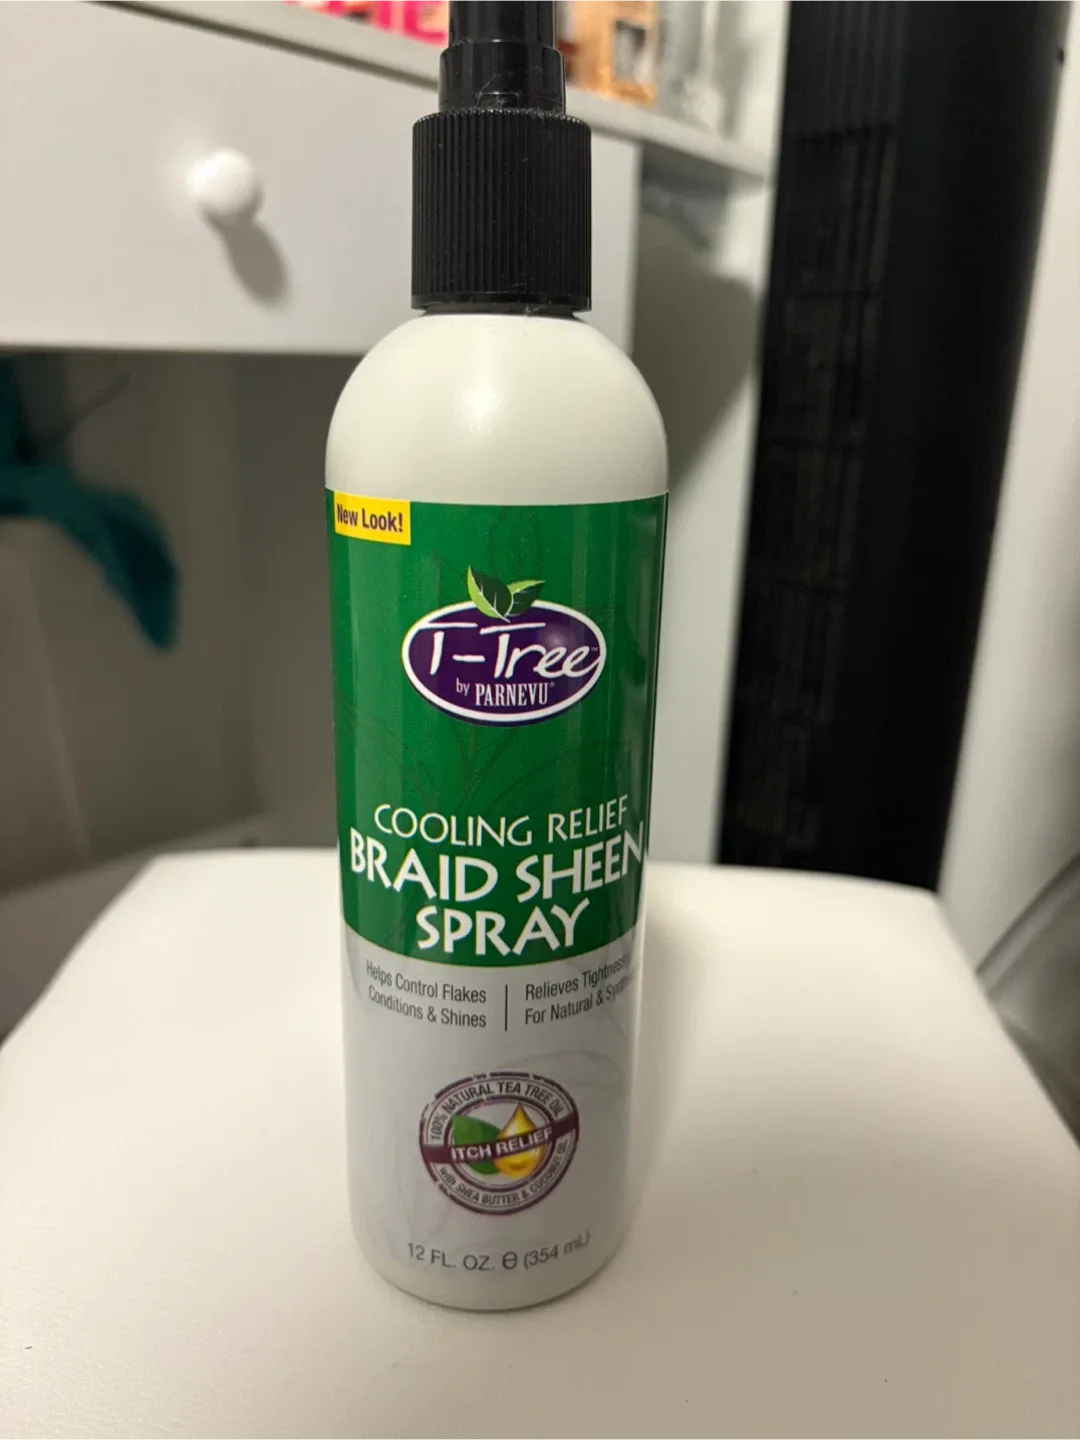 New Look!
T-Tree™
by PARNEVU®
COOLING RELIEF
BRAID SHEEN
SPRAY
Helps Control Flakes
Conditions & Shines
Relieves Tightness
For Natural &
100% NATURAL TEA TREE OIL
ITCH RELIEF
with SHEA BUTTER & COCONUT OIL
12 FL. OZ. ℮ (354 mL)